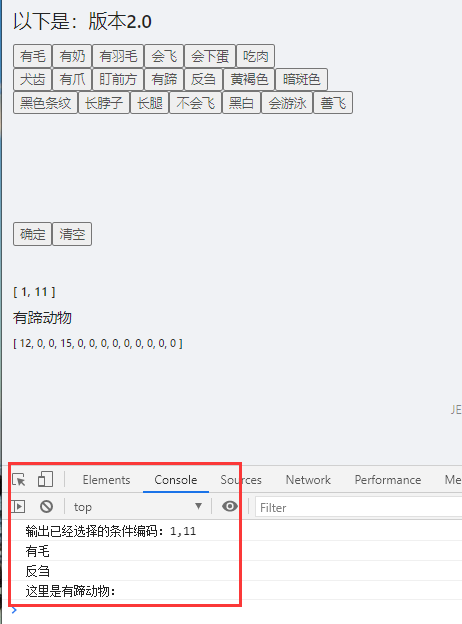 以下是：版本2.0
有毛 有奶 有羽毛 会飞 会下蛋 吃肉
犬齿 有爪 盯前方 有蹄 反刍 黄褐色 暗斑色
黑色条纹 长脖子 长腿 不会飞 黑白 会游泳 善飞
确定 清空
[ 1, 11 ]
有蹄动物
[ 12, 0, 0, 15, 0, 0, 0, 0, 0, 0, 0, 0, 0 ]
JE
Elements Console Sources Network Performance Me
top Filter
输出已经选择的条件编码：1,11
有毛
反刍
这里是有蹄动物：